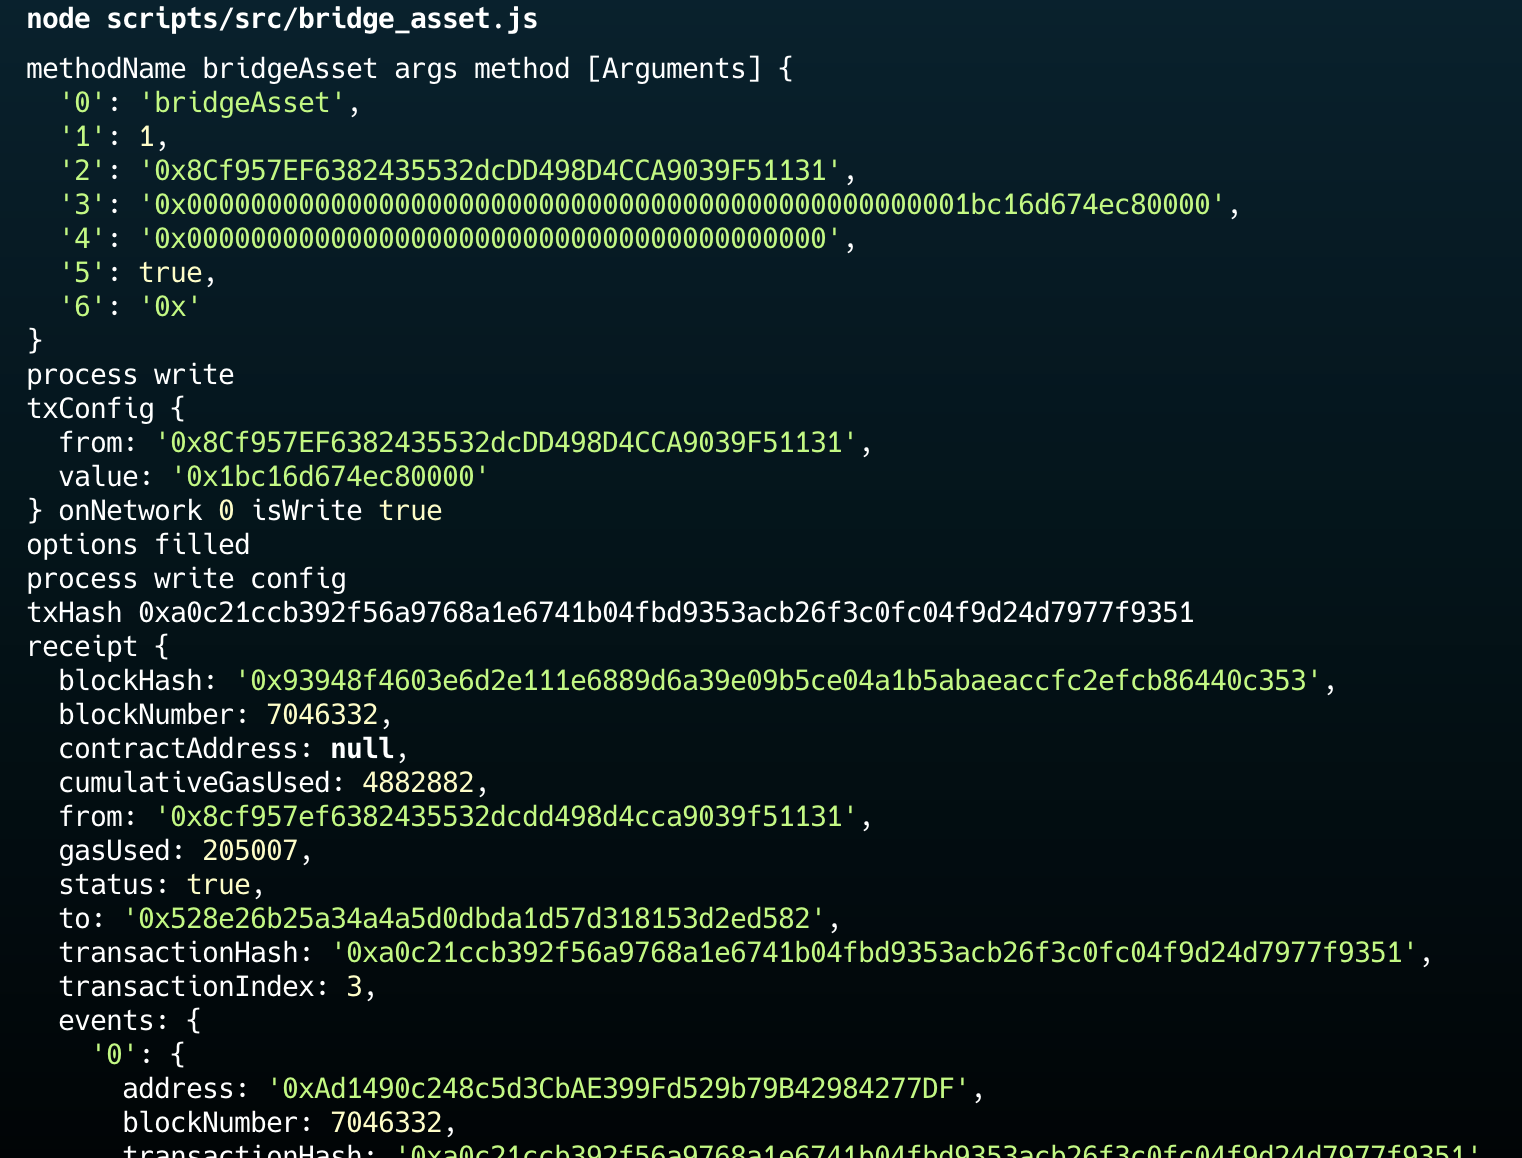 node scripts/src/bridge_asset.js
methodName bridgeAsset args method [Arguments] {
  '0': 'bridgeAsset',
  '1': 1,
  '2': '0x8Cf957EF6382435532dcDD498D4CCA9039F51131',
  '3': '0x0000000000000000000000000000000000000000000000001bc16d674ec80000',
  '4': '0x0000000000000000000000000000000000000000',
  '5': true,
  '6': '0x'
}
process write
txConfig {
  from: '0x8Cf957EF6382435532dcDD498D4CCA9039F51131',
  value: '0x1bc16d674ec80000'
} onNetwork 0 isWrite true
options filled
process write config
txHash 0xa0c21ccb392f56a9768a1e6741b04fbd9353acb26f3c0fc04f9d24d7977f9351
receipt {
  blockHash: '0x93948f4603e6d2e111e6889d6a39e09b5ce04a1b5abaeaccfc2efcb86440c353',
  blockNumber: 7046332,
  contractAddress: null,
  cumulativeGasUsed: 4882882,
  from: '0x8cf957ef6382435532dcdd498d4cca9039f51131',
  gasUsed: 205007,
  status: true,
  to: '0x528e26b25a34a4a5d0dbda1d57d318153d2ed582',
  transactionHash: '0xa0c21ccb392f56a9768a1e6741b04fbd9353acb26f3c0fc04f9d24d7977f9351',
  transactionIndex: 3,
  events: {
    '0': {
      address: '0xAd1490c248c5d3CbAE399Fd529b79B42984277DF',
      blockNumber: 7046332,
      transactionHash: '0xa0c21ccb392f56a9768a1e6741b04fbd9353acb26f3c0fc04f9d24d7977f9351'